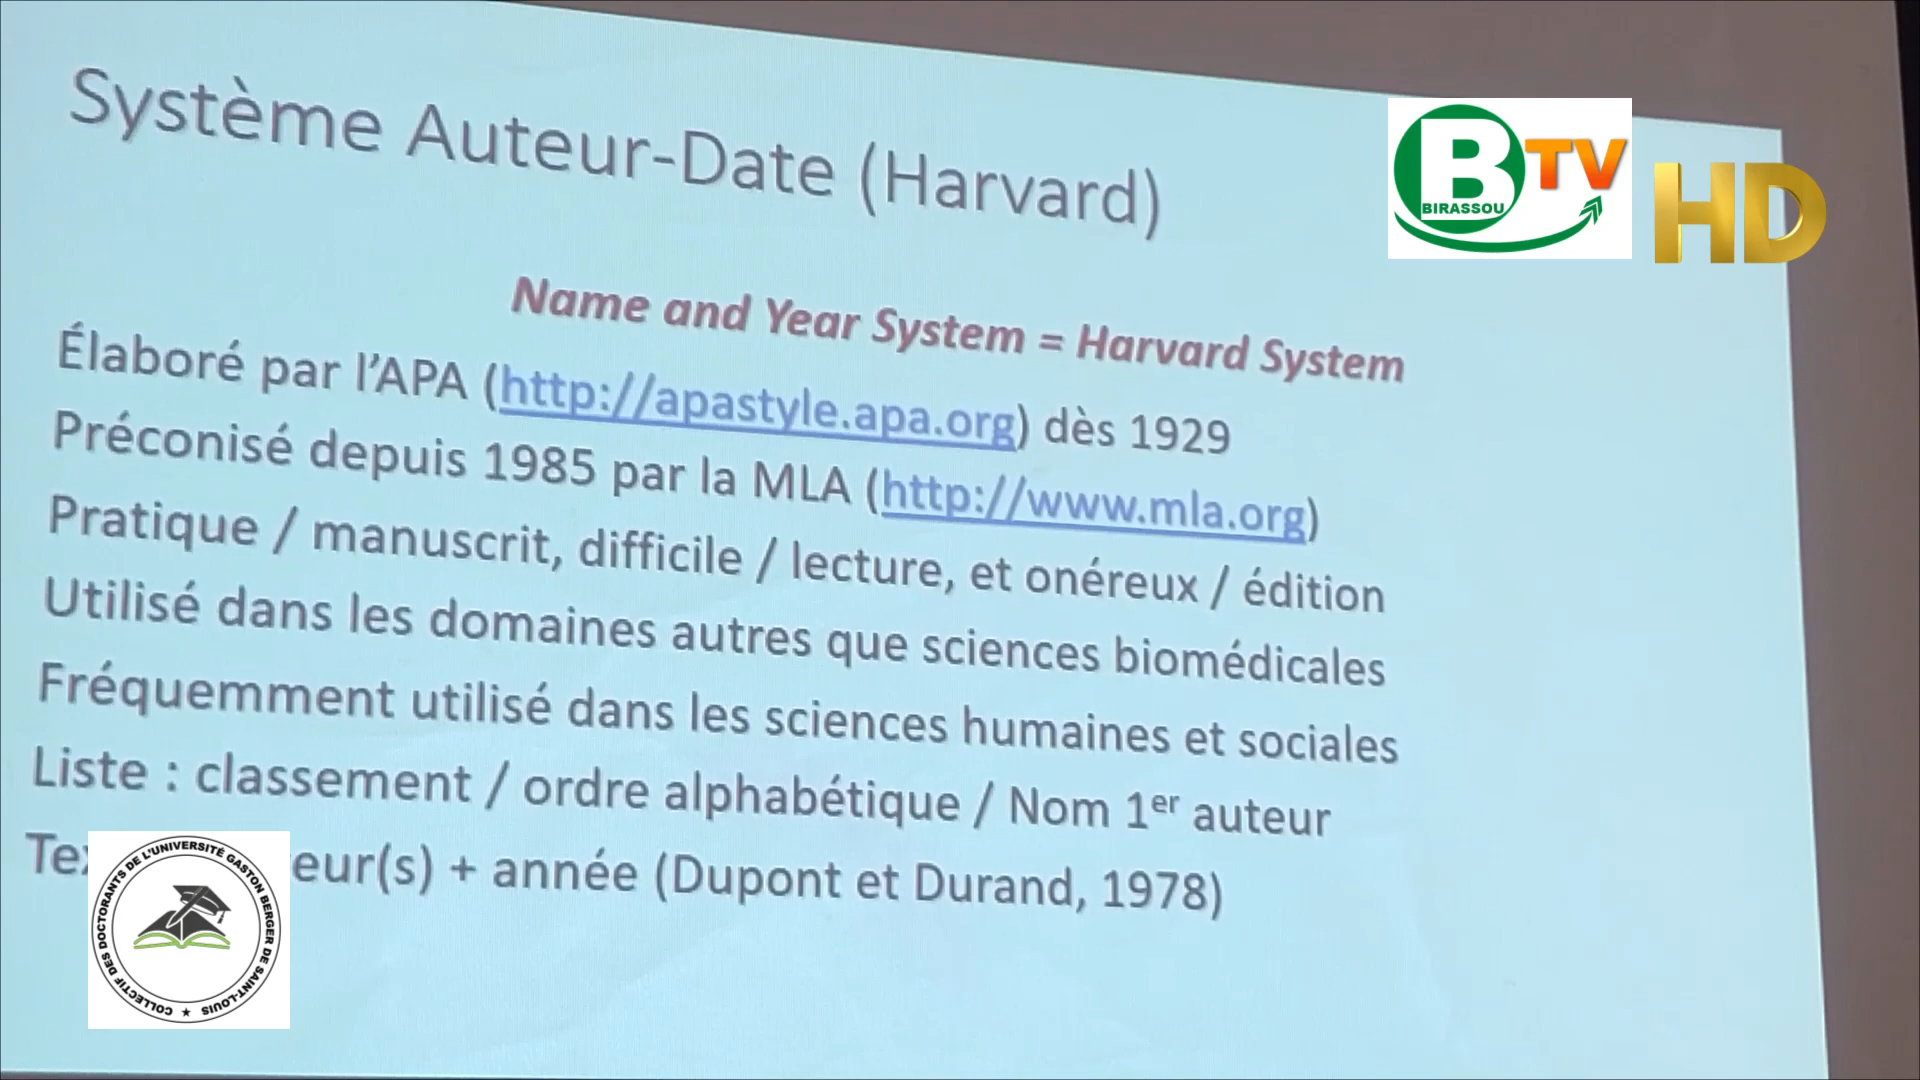 Système Auteur-Date (Harvard)
B TV HD
BIRASSOU
Name and Year System = Harvard System
Élaboré par l'APA (http://apastyle.apa.org) dès 1929
Préconisé depuis 1985 par la MLA (http://www.mla.org)
Pratique / manuscrit, difficile / lecture, et onéreux / édition
Utilisé dans les domaines autres que sciences biomédicales
Fréquemment utilisé dans les sciences humaines et sociales
Liste : classement / ordre alphabétique / Nom 1er auteur
eur(s) + année (Dupont et Durand, 1978)
COLLECTIF DES DOCTORANTS DE L'UNIVERSITÉ GASTON BERGER DE SAINT-LOUIS ★